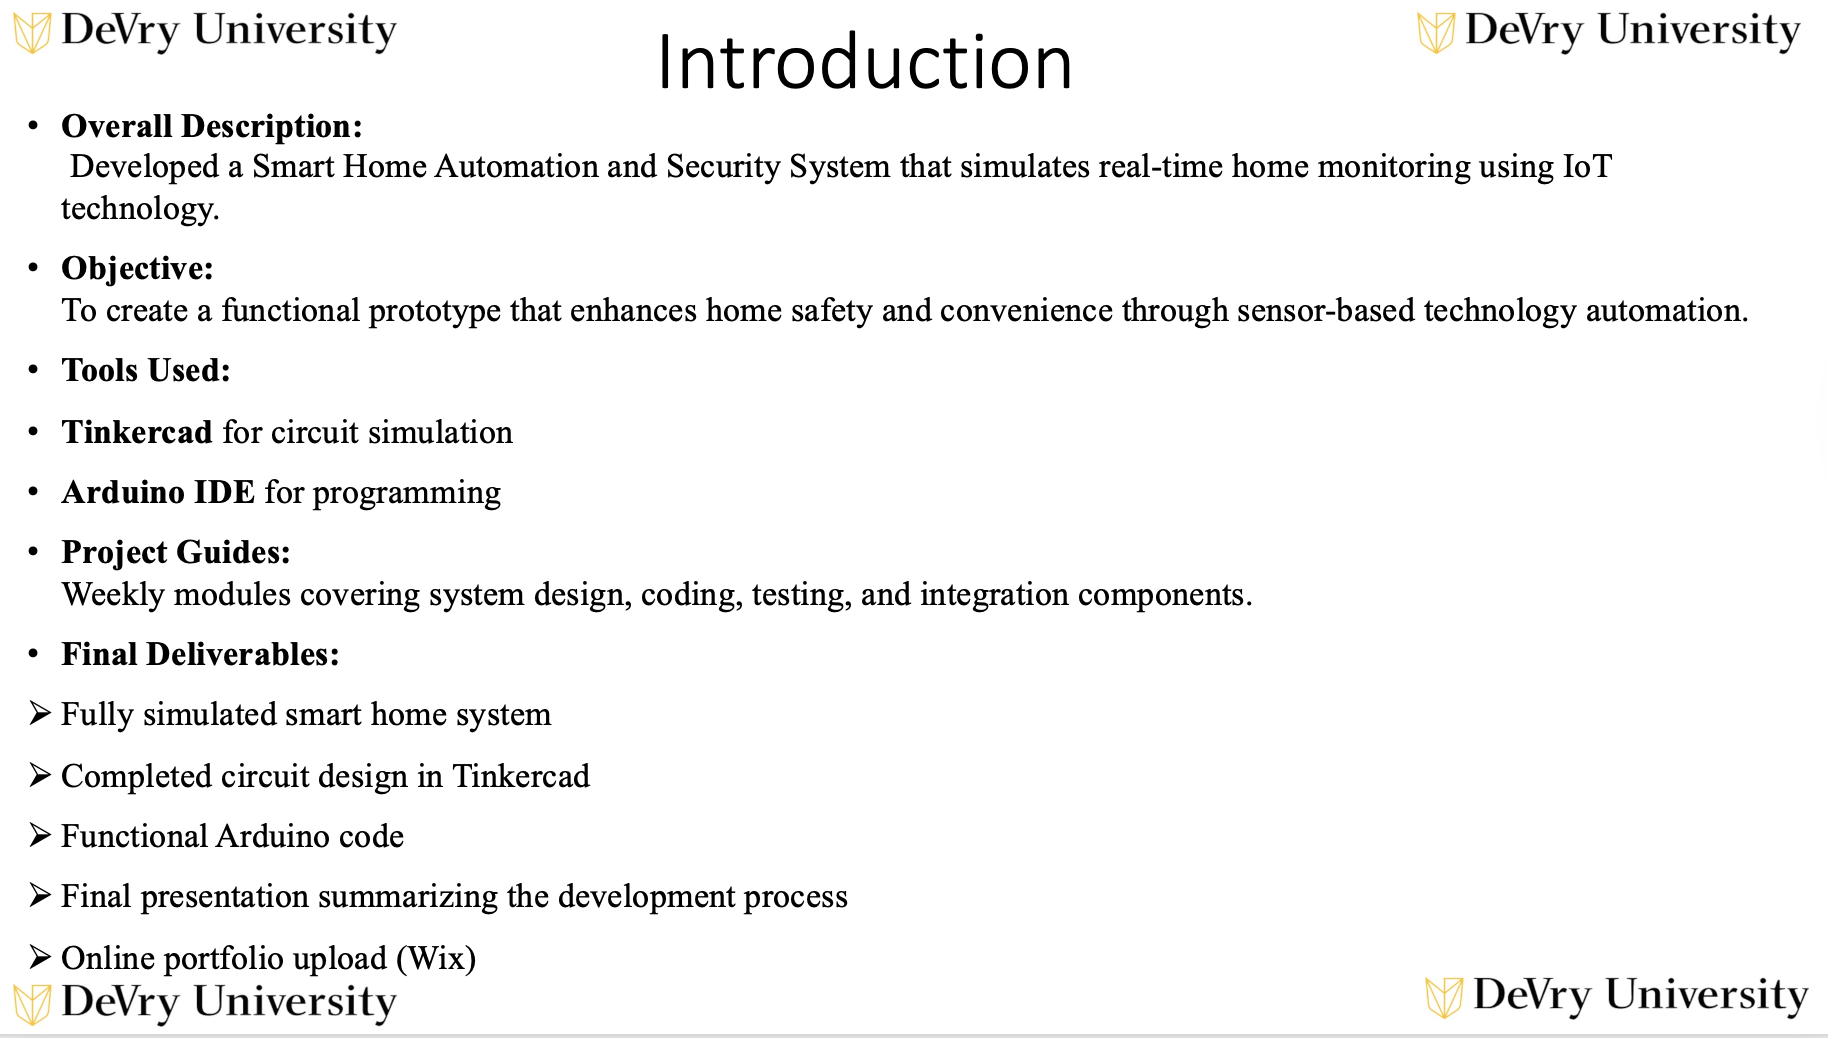 DeVry University
Introduction
DeVry University
• Overall Description:
Developed a Smart Home Automation and Security System that simulates real-time home monitoring using IoT
technology.
• Objective:
To create a functional prototype that enhances home safety and convenience through sensor-based technology automation.
• Tools Used:
• Tinkercad for circuit simulation
• Arduino IDE for programming
• Project Guides:
Weekly modules covering system design, coding, testing, and integration components.
• Final Deliverables:
➢ Fully simulated smart home system
➢ Completed circuit design in Tinkercad
➢ Functional Arduino code
➢ Final presentation summarizing the development process
➢ Online portfolio upload (Wix)
DeVry University
DeVry University